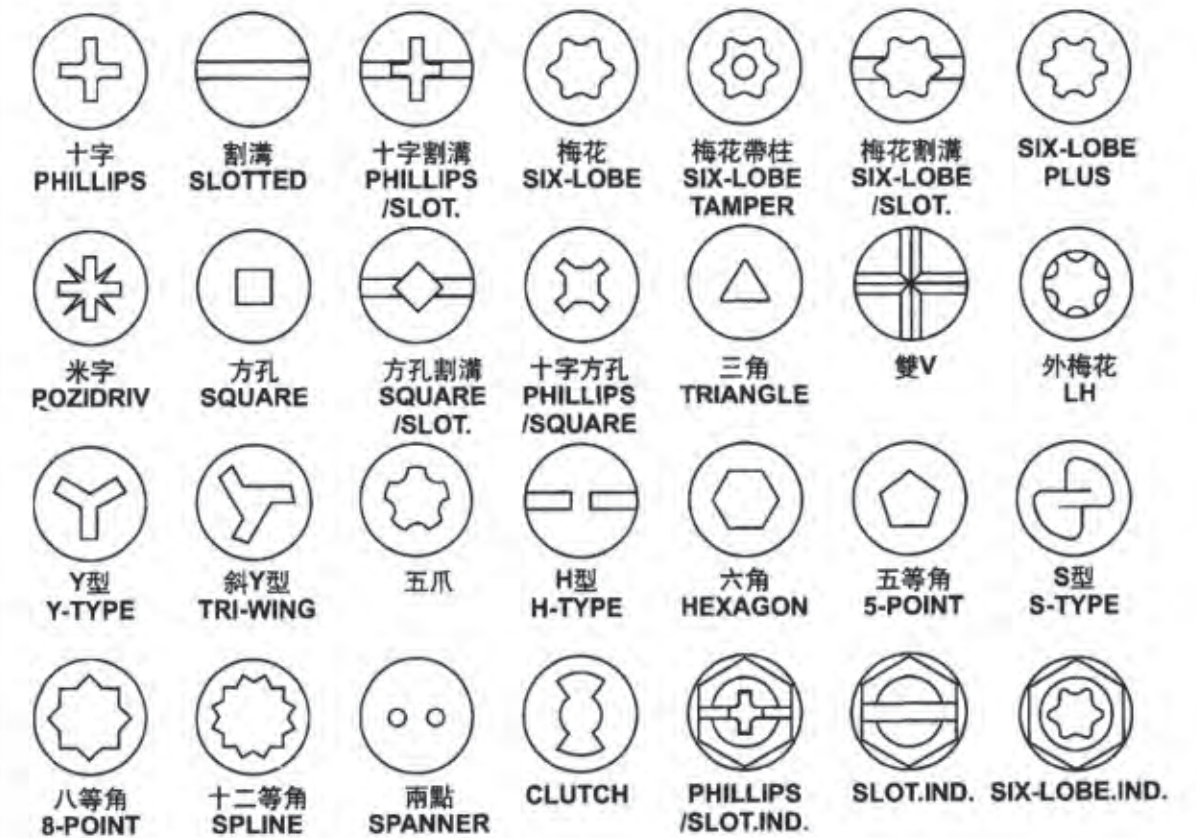 十字
PHILLIPS
割溝
SLOTTED
十字割溝
PHILLIPS
/SLOT.
梅花
SIX-LOBE
梅花帶柱
SIX-LOBE
TAMPER
梅花割溝
SIX-LOBE
/SLOT.
SIX-LOBE
PLUS
米字
POZIDRIV
方孔
SQUARE
方孔割溝
SQUARE
/SLOT.
十字方孔
PHILLIPS
/SQUARE
三角
TRIANGLE
雙V
外梅花
LH
Y型
Y-TYPE
斜Y型
TRI-WING
五爪
H型
H-TYPE
六角
HEXAGON
五等角
5-POINT
S型
S-TYPE
八等角
8-POINT
十二等角
SPLINE
兩點
SPANNER
CLUTCH
PHILLIPS
/SLOT.IND.
SLOT.IND.
SIX-LOBE.IND.